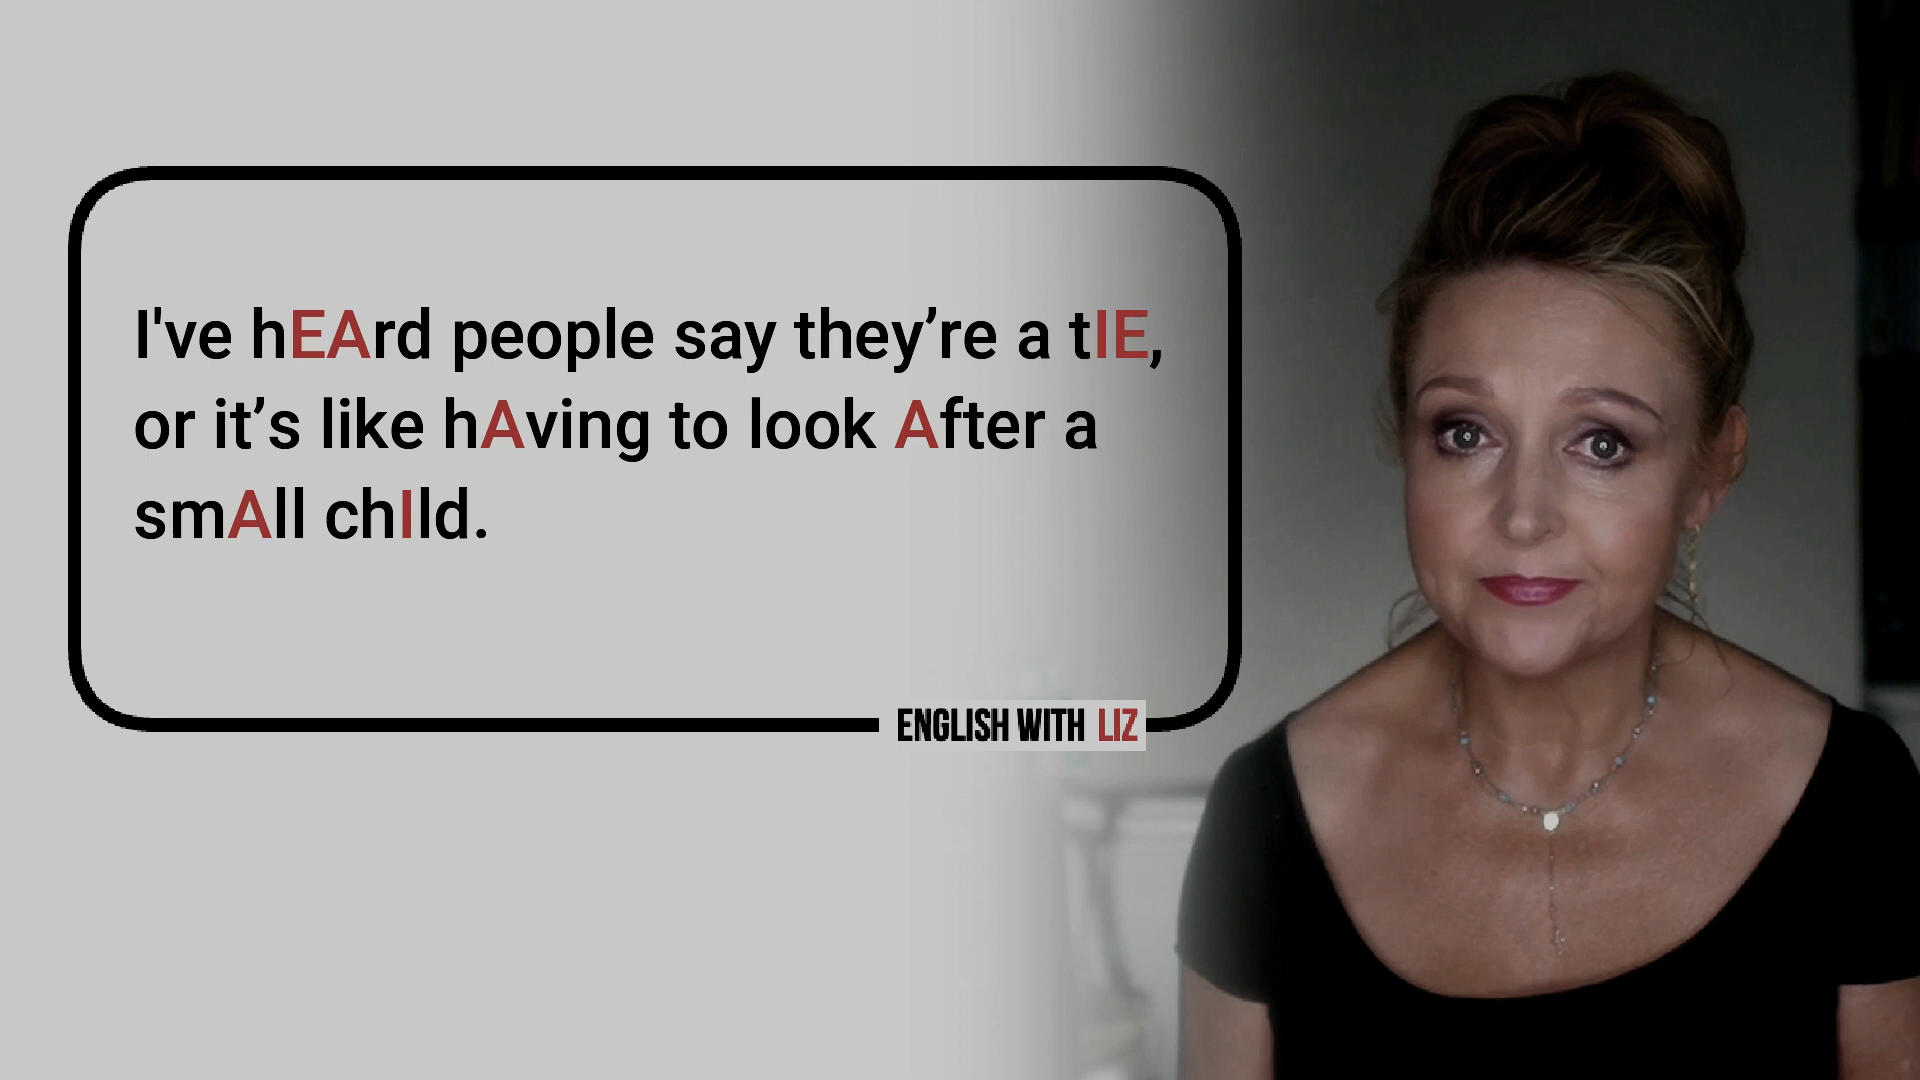 I've hEArd people say they’re a tIE,
or it’s like hAving to look After a
smAll chIld.
ENGLISH WITH LIZ